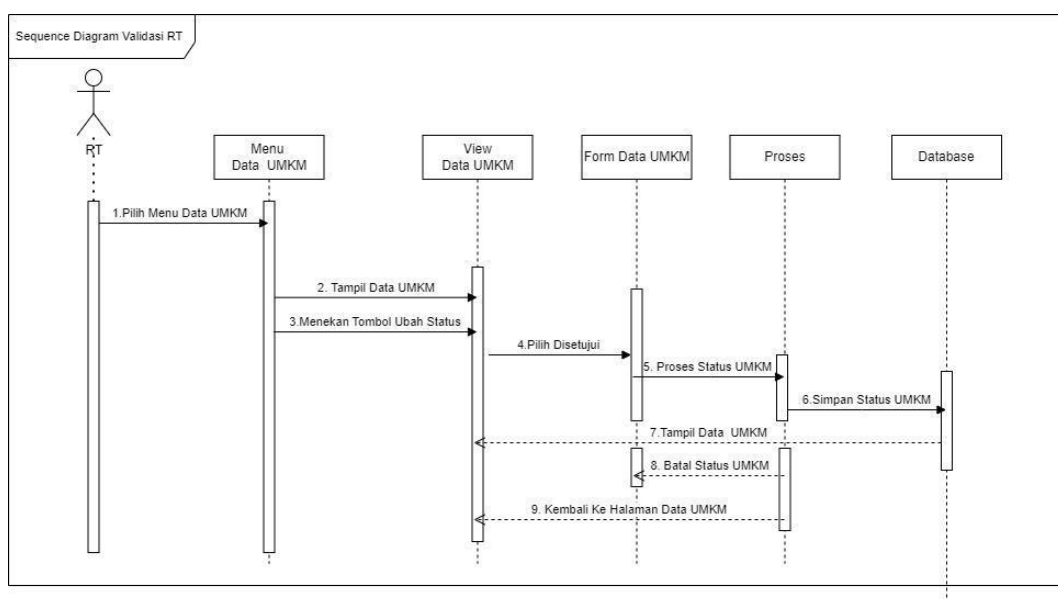 Sequence Diagram Validasi RT
RT
Menu
Data UMKM
View
Data UMKM
Form Data UMKM
Proses
Database
1.Pilih Menu Data UMKM
2. Tampil Data UMKM
3.Menekan Tombol Ubah Status
4.Pilih Disetujui
5. Proses Status UMKM
6.Simpan Status UMKM
7.Tampil Data UMKM
8. Batal Status UMKM
9. Kembali Ke Halaman Data UMKM